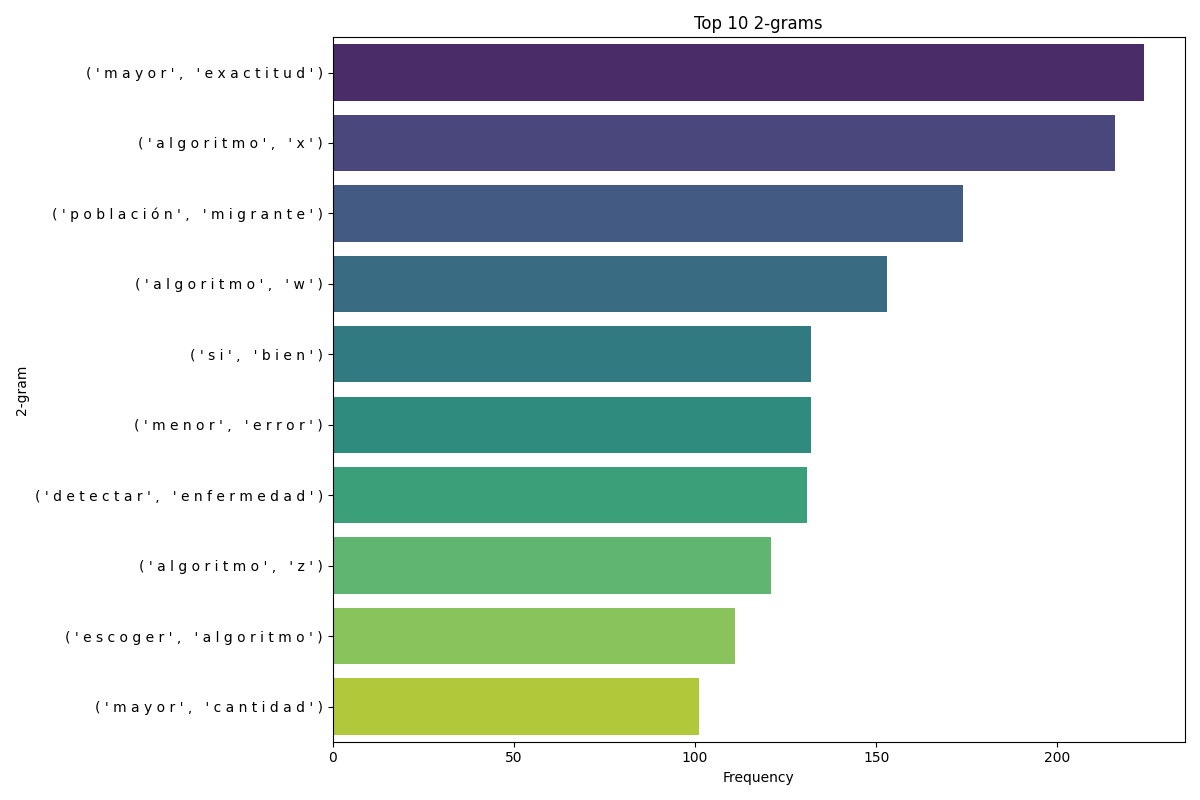 Top 10 2-grams
('mayor', 'exactitud')
('algoritmo', 'x')
('población', 'migrante')
('algoritmo', 'w')
('si', 'bien')
('menor', 'error')
('detectar', 'enfermedad')
('algoritmo', 'z')
('escoger', 'algoritmo')
('mayor', 'cantidad')
2-gram
0 50 100 150 200
Frequency